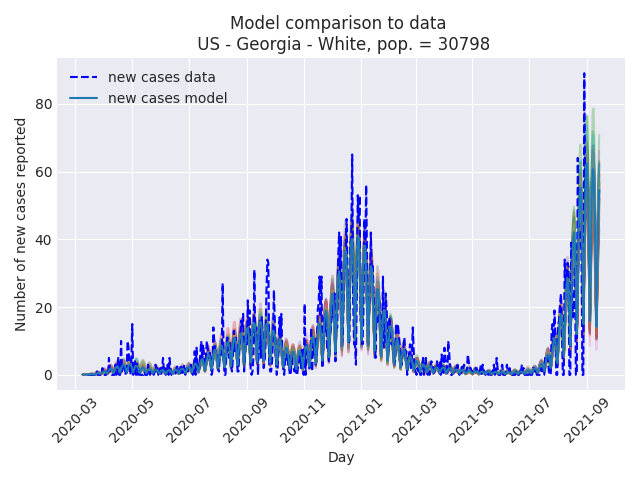 Model comparison to data
US - Georgia - White, pop. = 30798
new cases data
new cases model
Number of new cases reported
80
60
40
20
0
2020-03
2020-05
2020-07
2020-09
2020-11
2021-01
2021-03
2021-05
2021-07
2021-09
Day